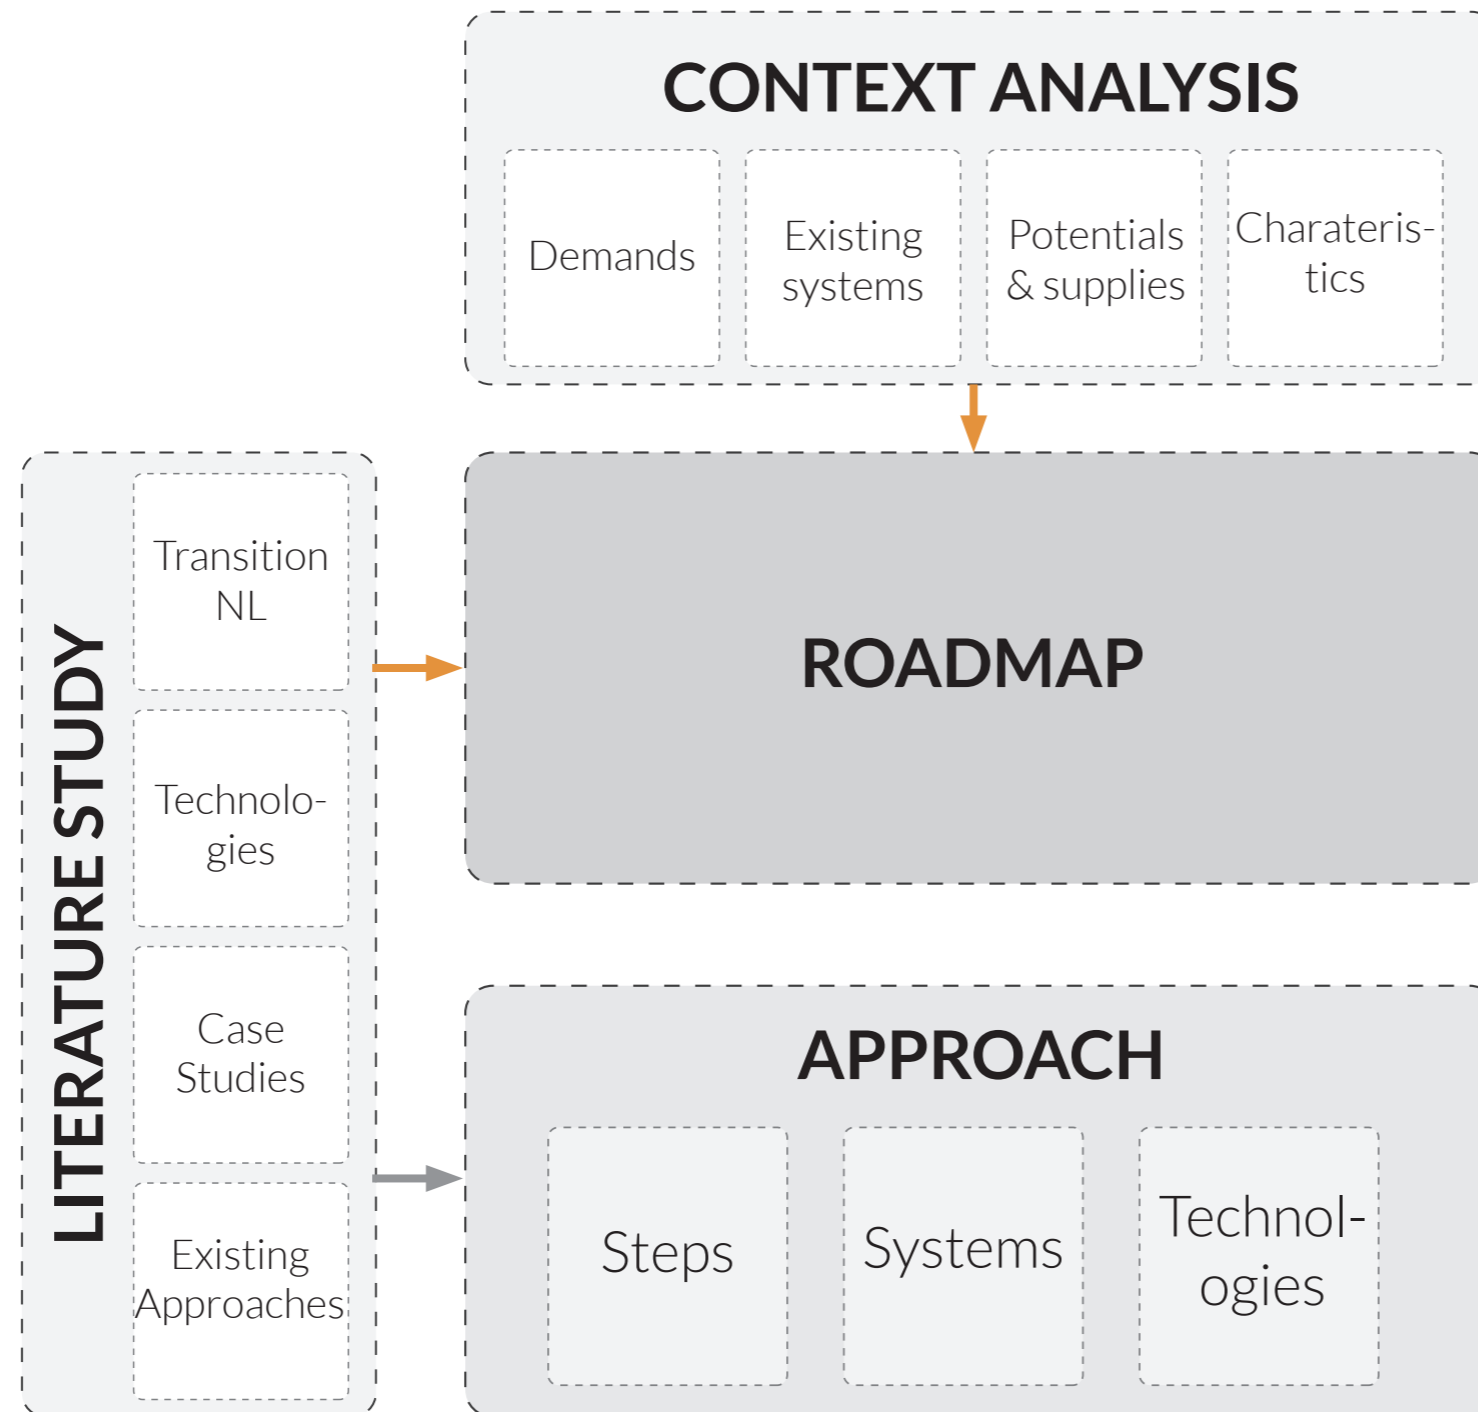 CONTEXT ANALYSIS
Demands
Existing
systems
Potentials
& supplies
Charateris-
tics
LITERATURE STUDY
Transition
NL
Technolo-
gies
Case
Studies
Existing
Approaches
ROADMAP
APPROACH
Steps
Systems
Technol-
ogies